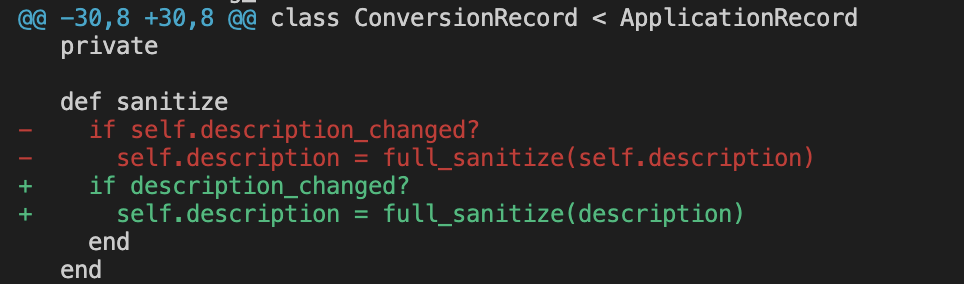 @@ -30,8 +30,8 @@ class ConversionRecord < ApplicationRecord
   private

   def sanitize
-    if self.description_changed?
-      self.description = full_sanitize(self.description)
+    if description_changed?
+      self.description = full_sanitize(description)
     end
   end